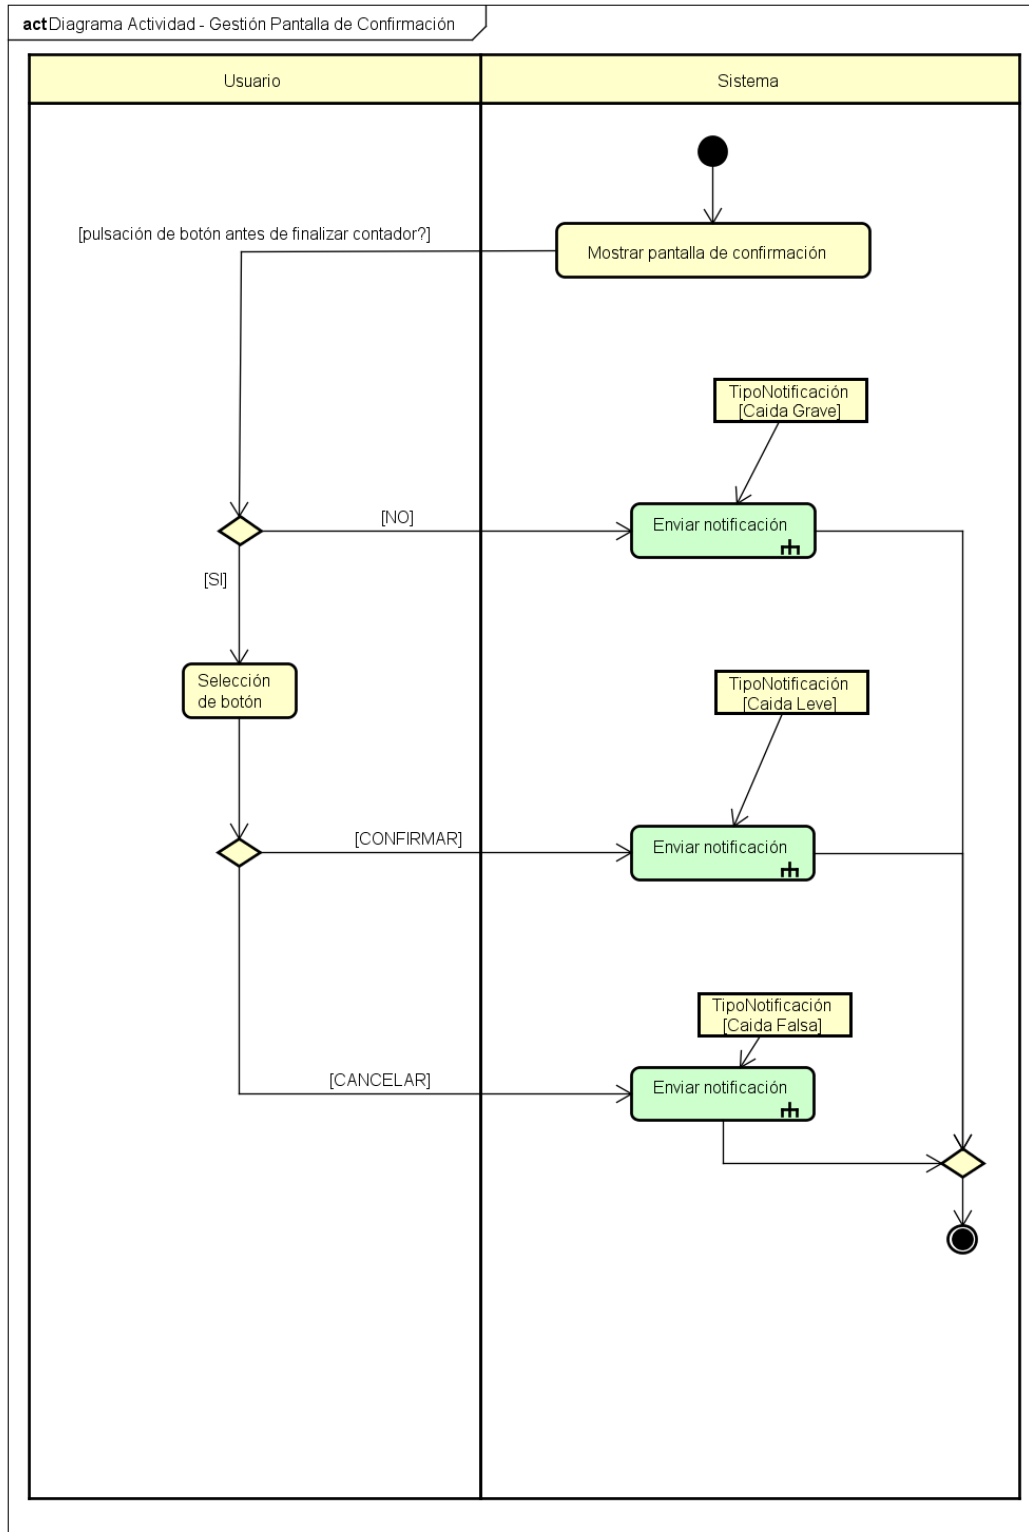 act Diagrama Actividad - Gestión Pantalla de Confirmación
Usuario
Sistema
[pulsación de botón antes de finalizar contador?]
Mostrar pantalla de confirmación
TipoNotificación
[Caida Grave]
[NO]
Enviar notificación
[SI]
Selección
de botón
TipoNotificación
[Caida Leve]
[CONFIRMAR]
Enviar notificación
TipoNotificación
[Caida Falsa]
[CANCELAR]
Enviar notificación